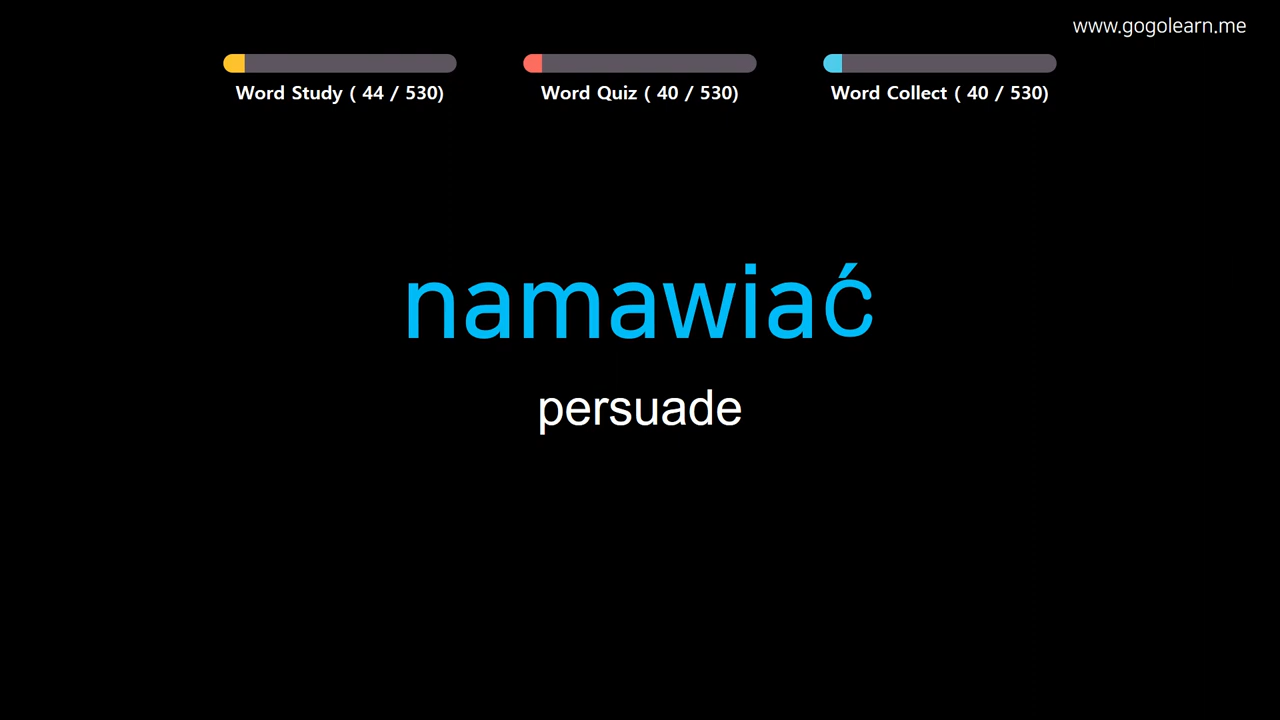 www.gogolearn.me
Word Study ( 44 / 530)
Word Quiz ( 40 / 530)
Word Collect ( 40 / 530)
namawiać
persuade